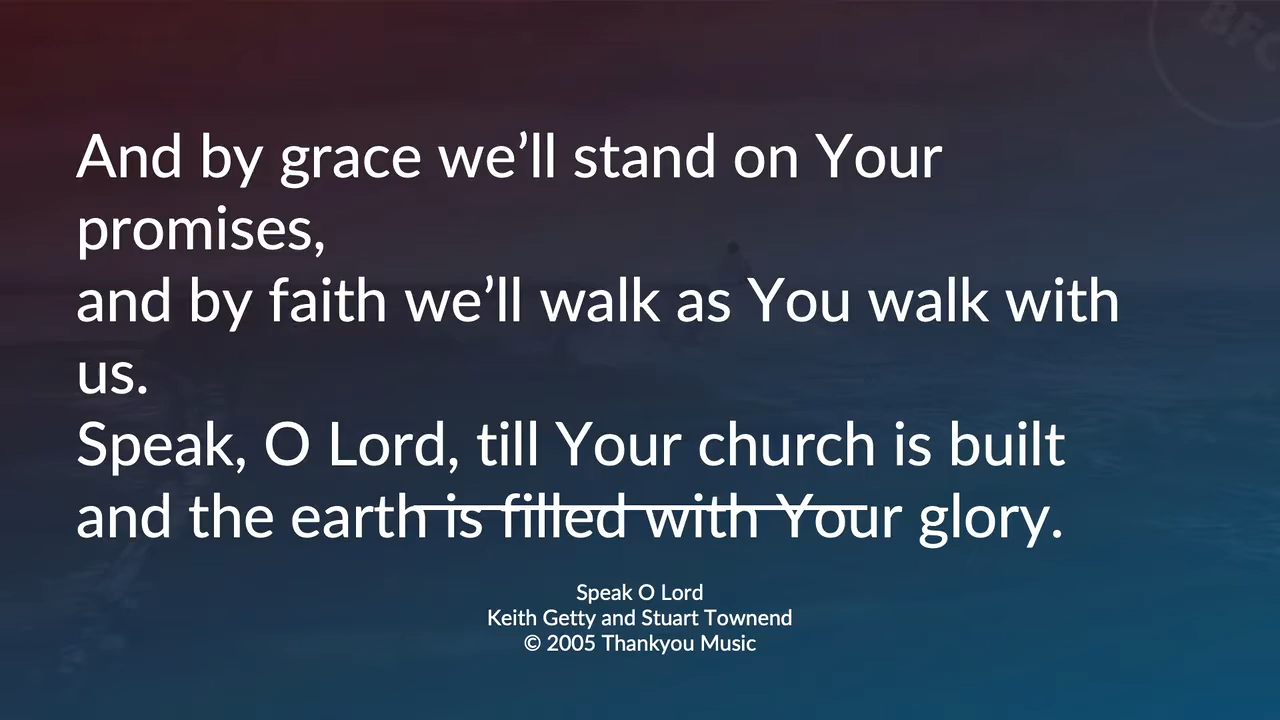 BFC
And by grace we’ll stand on Your
promises,
and by faith we’ll walk as You walk with
us.
Speak, O Lord, till Your church is built
and the earth is filled with Your glory.
Speak O Lord
Keith Getty and Stuart Townend
© 2005 Thankyou Music